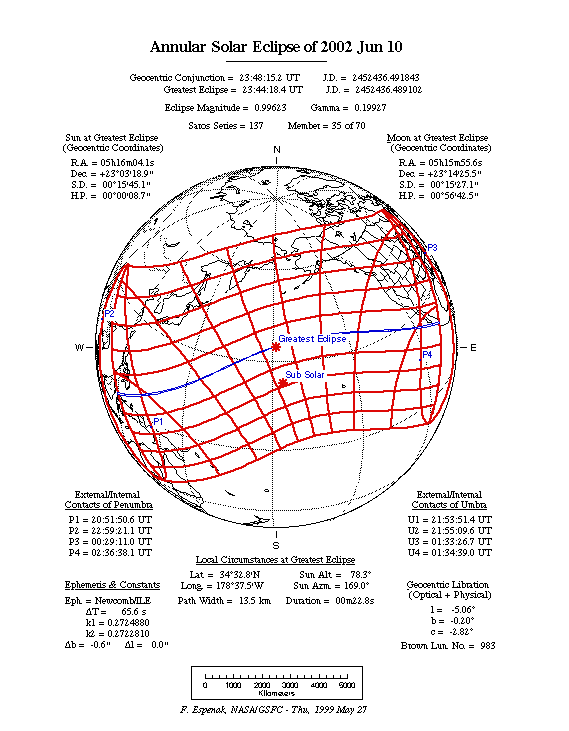 Annular Solar Eclipse of 2002 Jun 10
Geocentric Conjunction = 23:48:15.2 UT J.D. = 2452436.491843
Greatest Eclipse = 23:44:18.4 UT J.D. = 2452436.489102
Eclipse Magnitude = 0.99623 Gamma = 0.19927
Saros Series = 137 Member = 35 of 70
Sun at Greatest Eclipse
(Geocentric Coordinates)
R.A. = 05h16m04.1s
Dec. = +23°03'18.9"
S.D. = 00°15'45.1"
H.P. = 00°00'08.7"
Moon at Greatest Eclipse
(Geocentric Coordinates)
R.A. = 05h15m55.6s
Dec. = +23°14'25.5"
S.D. = 00°15'27.1"
H.P. = 00°56'42.5"
N
P3
P2
Greatest Eclipse
W
E
P4
Sub Solar
P1
S
External/Internal
Contacts of Penumbra
P1 = 20:51:50.6 UT
P2 = 22:59:21.1 UT
P3 = 00:29:11.0 UT
P4 = 02:36:38.1 UT
External/Internal
Contacts of Umbra
U1 = 21:53:51.4 UT
U2 = 21:55:09.6 UT
U3 = 01:33:26.7 UT
U4 = 01:34:39.0 UT
Local Circumstances at Greatest Eclipse
Lat. = 34°32.8'N Sun Alt. = 78.3°
Long. = 178°37.5'W Sun Azm. = 169.0°
Path Width = 13.5 km Duration = 00m22.8s
Ephemeris & Constants
Eph. = Newcomb/ILE
ΔT = 65.6 s
k1 = 0.2724880
k2 = 0.2722810
Δb = -0.6" Δl = 0.0"
Geocentric Libration
(Optical + Physical)
l = -5.06°
b = -0.20°
c = -2.82°
Brown Lun. No. = 983
0 1000 2000 3000 4000 5000
Kilometers
F. Espenak, NASA/GSFC - Thu, 1999 May 27